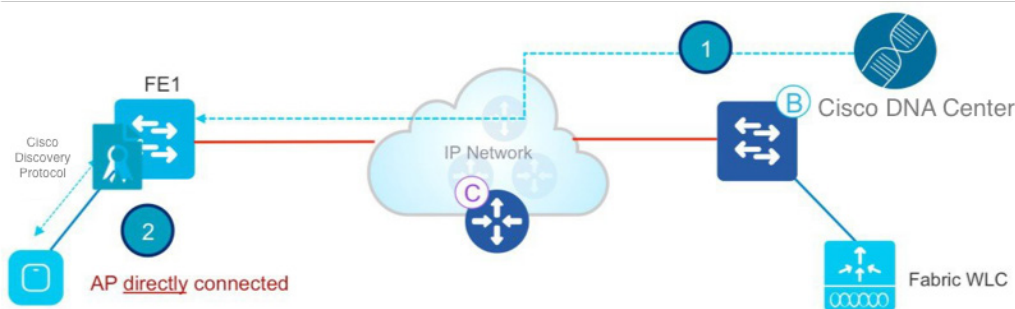 1
FE1
B
Cisco DNA Center
Cisco
Discovery
Protocol
IP Network
C
2
AP directly connected
Fabric WLC